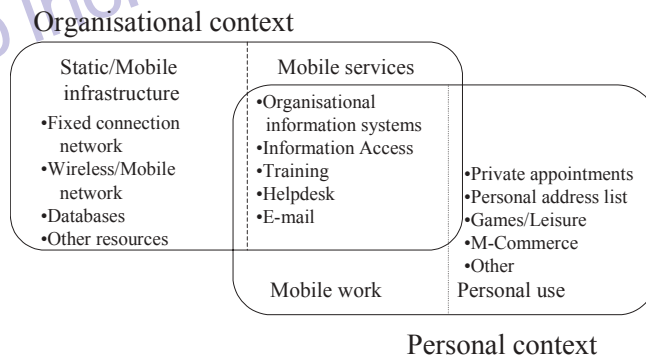 Organisational context
Static/Mobile
infrastructure
•Fixed connection
network
•Wireless/Mobile
network
•Databases
•Other resources
Mobile services
•Organisational
information systems
•Information Access
•Training
•Helpdesk
•E-mail
•Private appointments
•Personal address list
•Games/Leisure
•M-Commerce
•Other
Mobile work
Personal use
Personal context